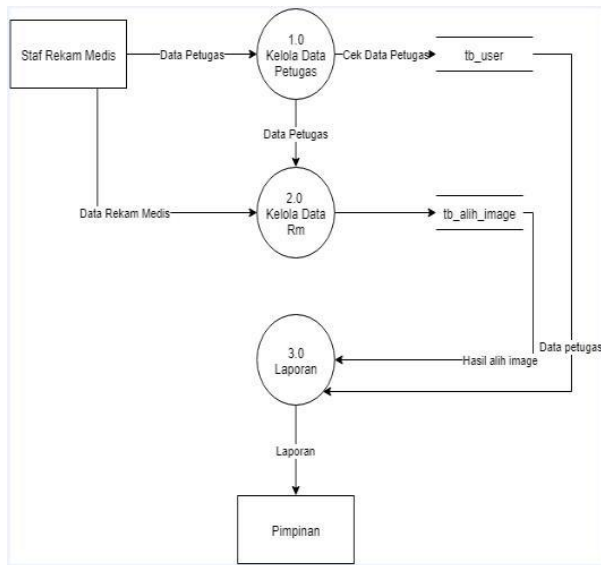 Staf Rekam Medis
Data Petugas
1.0
Kelola Data
Petugas
Cek Data Petugas
tb_user
Data Petugas
Data Rekam Medis
2.0
Kelola Data
Rm
tb_alih_image
3.0
Laporan
Hasil alih image
Data petugas
Laporan
Pimpinan